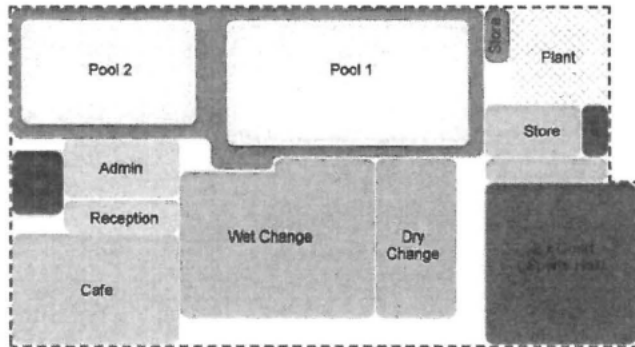 Pool 2
Pool 1
Store
Plant
Store
Admin
Reception
Wet Change
Dry
Change
Cafe